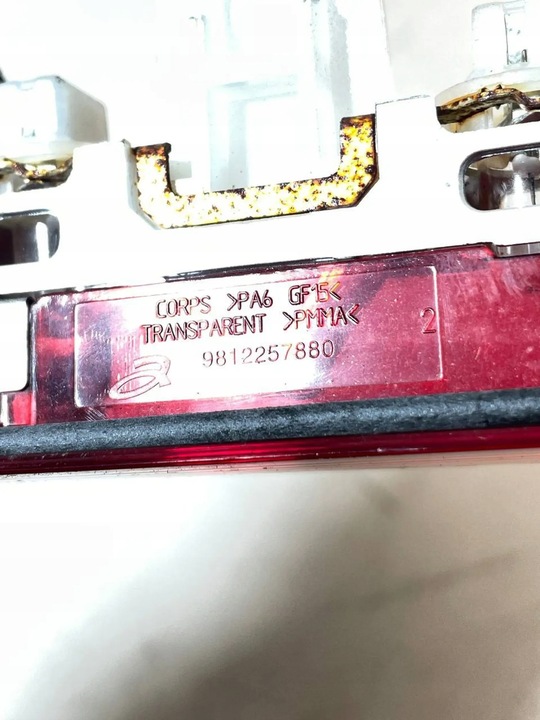 CORPS >PA6 GF15<
TRANSPARENT >PMMA<
2
9812257880